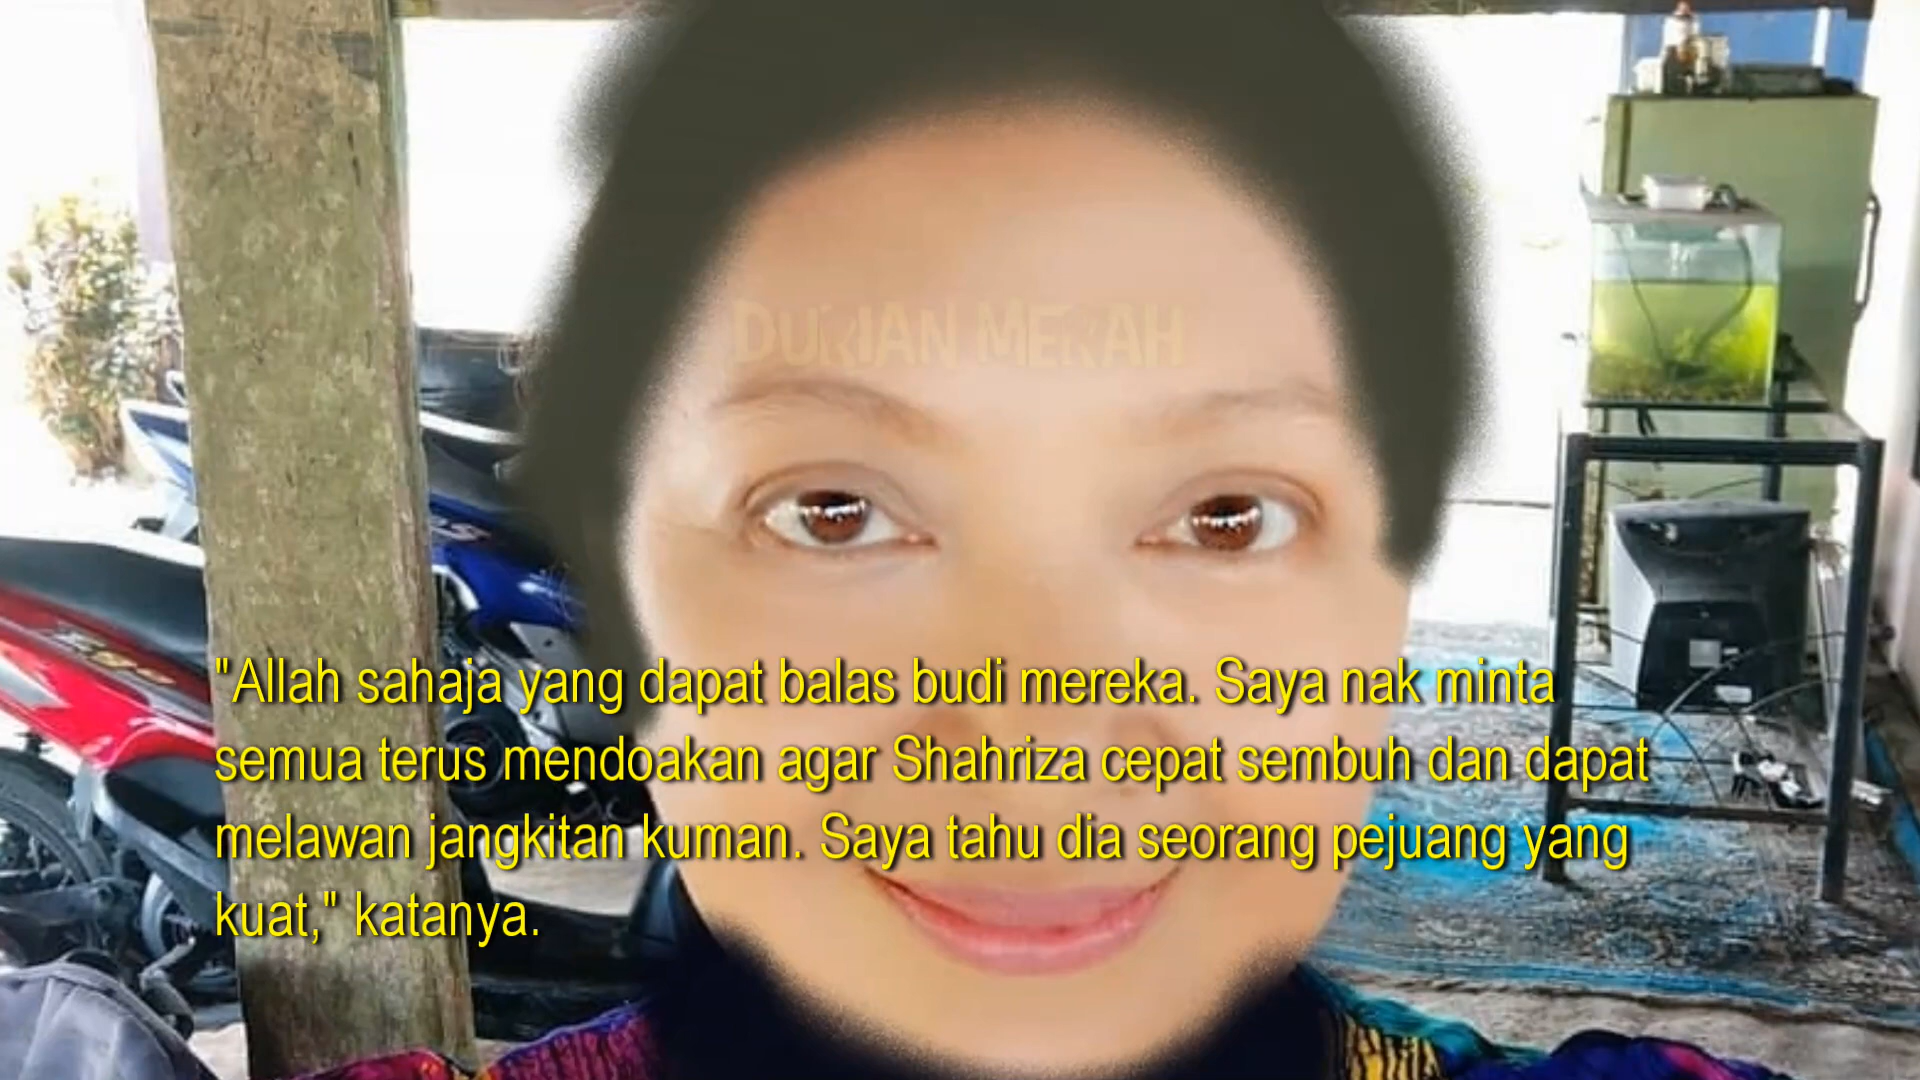 DURIAN MERAH
"Allah sahaja yang dapat balas budi mereka. Saya nak minta
semua terus mendoakan agar Shahriza cepat sembuh dan dapat
melawan jangkitan kuman. Saya tahu dia seorang pejuang yang
kuat," katanya.